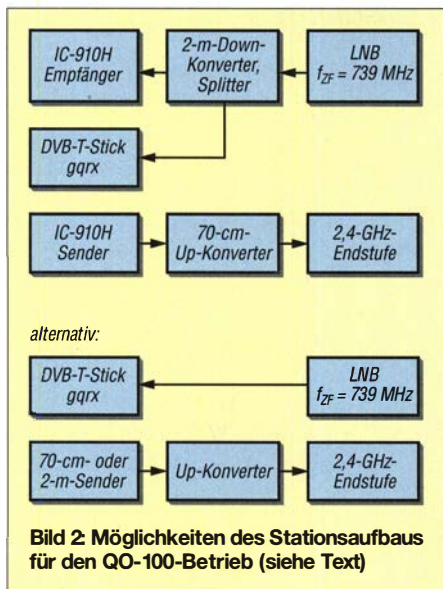 IC-910H
Empfänger
2-m-Down-
Konverter,
Splitter
LNB
fZF = 739 MHz
DVB-T-Stick
gqrx
IC-910H
Sender
70-cm-
Up-Konverter
2,4-GHz-
Endstufe
alternativ:
DVB-T-Stick
gqrx
LNB
fZF = 739 MHz
70-cm- oder
2-m-Sender
Up-Konverter
2,4-GHz-
Endstufe
Bild 2: Möglichkeiten des Stationsaufbaus
für den QO-100-Betrieb (siehe Text)